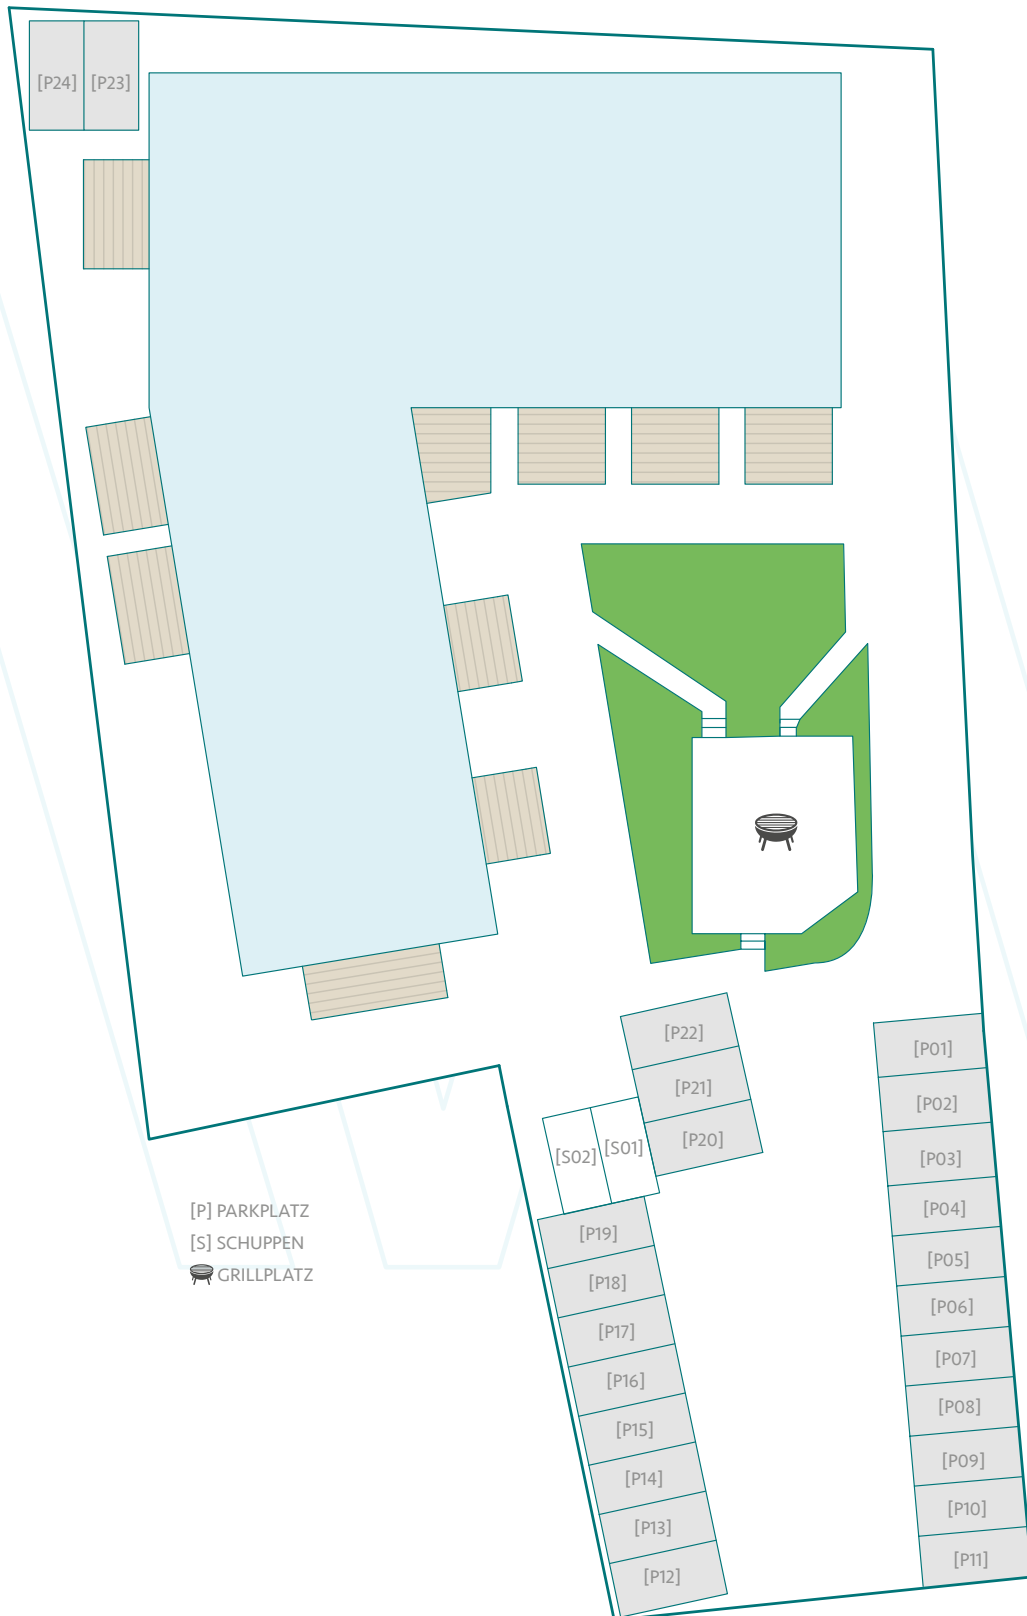 [P24] [P23]
[P22]
[P21]
[P20]
[S02] [S01]
[P19]
[P18]
[P17]
[P16]
[P15]
[P14]
[P13]
[P12]
[P01]
[P02]
[P03]
[P04]
[P05]
[P06]
[P07]
[P08]
[P09]
[P10]
[P11]
[P] PARKPLATZ
[S] SCHUPPEN
GRILLPLATZ